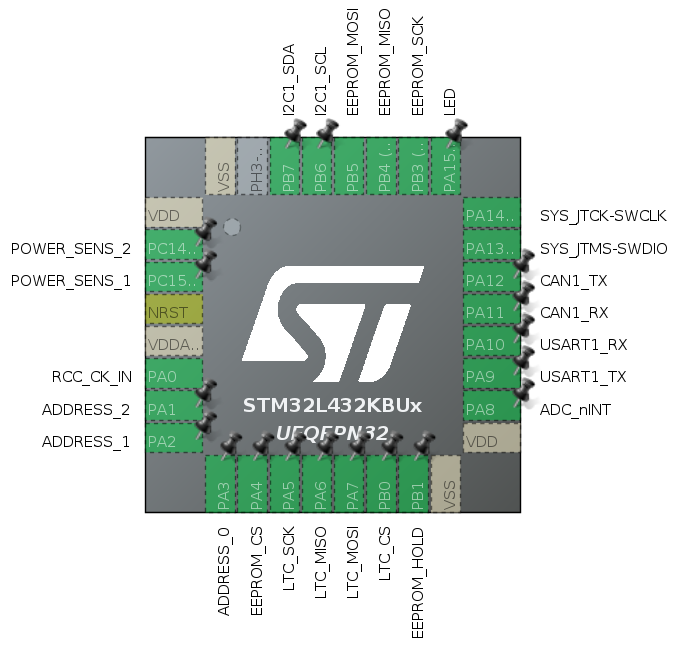 I2C1_SDA
I2C1_SCL
EEPROM_MOSI
EEPROM_MISO
EEPROM_SCK
LED
VSS
PH3-..
PB7
PB6
PB5
PB4 (..
PB3 (..
PA15..
VDD
POWER_SENS_2 PC14..
POWER_SENS_1 PC15..
NRST
VDDA..
RCC_CK_IN PA0
ADDRESS_2 PA1
ADDRESS_1 PA2
PA14.. SYS_JTCK-SWCLK
PA13.. SYS_JTMS-SWDIO
PA12 CAN1_TX
PA11 CAN1_RX
PA10 USART1_RX
PA9 USART1_TX
PA8 ADC_nINT
VDD
ST
STM32L432KBUx
UFQFPN32
PA3
PA4
PA5
PA6
PA7
PB0
PB1
VSS
ADDRESS_0
EEPROM_CS
LTC_SCK
LTC_MISO
LTC_MOSI
LTC_CS
EEPROM_HOLD